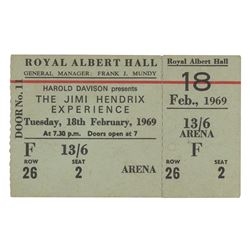 ROYAL ALBERT HALL
GENERAL MANAGER: FRANK J. MUNDY
DOOR No. 11
HAROLD DAVISON presents
THE JIMI HENDRIX
EXPERIENCE
Tuesday, 18th February, 1969
At 7.30 p.m. Doors open at 7
F 13/6
ROW SEAT ARENA
26 2
Royal Albert Hall
18
Feb., 1969
13/6
ARENA
F
ROW SEAT
26 2